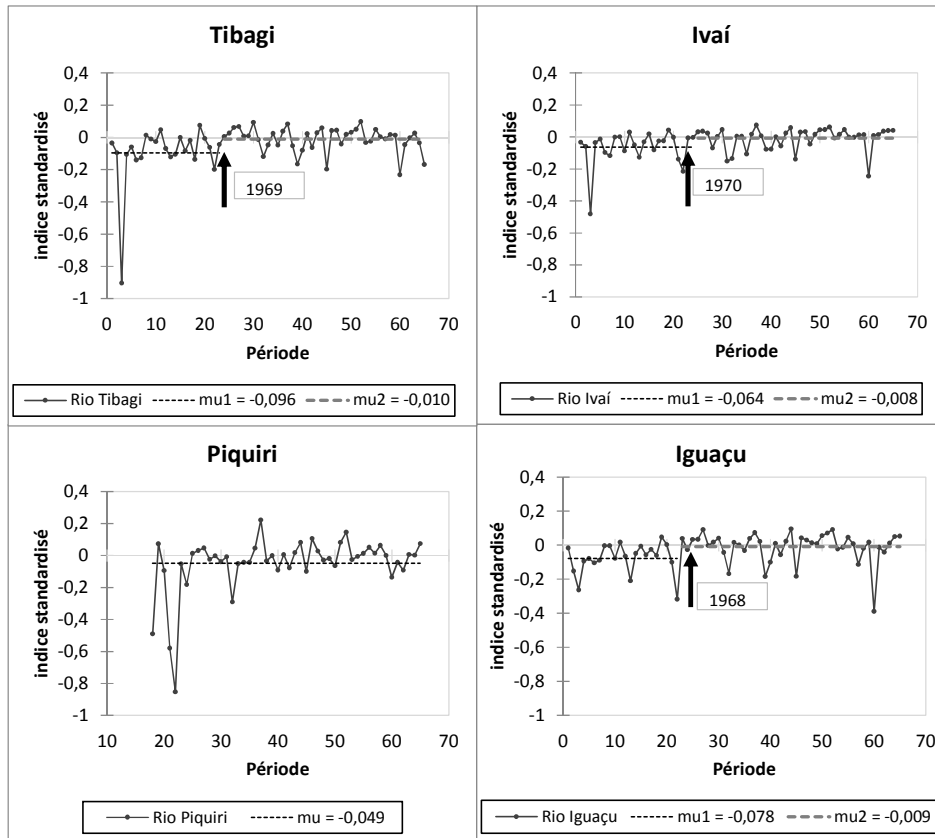 Tibagi
indice standardisé
0,4
0,2
0
-0,2
-0,4
-0,6
-0,8
-1
1969
0 10 20 30 40 50 60 70
Période
Rio Tibagi mu1 = -0,096 mu2 = -0,010
Ivaí
indice standardisé
0,4
0,2
0
-0,2
-0,4
-0,6
-0,8
-1
1970
0 10 20 30 40 50 60 70
Période
Rio Ivaí mu1 = -0,064 mu2 = -0,008
Piquiri
indice standardisé
0,4
0,2
0
-0,2
-0,4
-0,6
-0,8
-1
10 20 30 40 50 60 70
Période
Rio Piquiri mu = -0,049
Iguaçu
indice standardisé
0,4
0,2
0
-0,2
-0,4
-0,6
-0,8
-1
1968
0 10 20 30 40 50 60 70
Période
Rio Iguaçu mu1 = -0,078 mu2 = -0,009